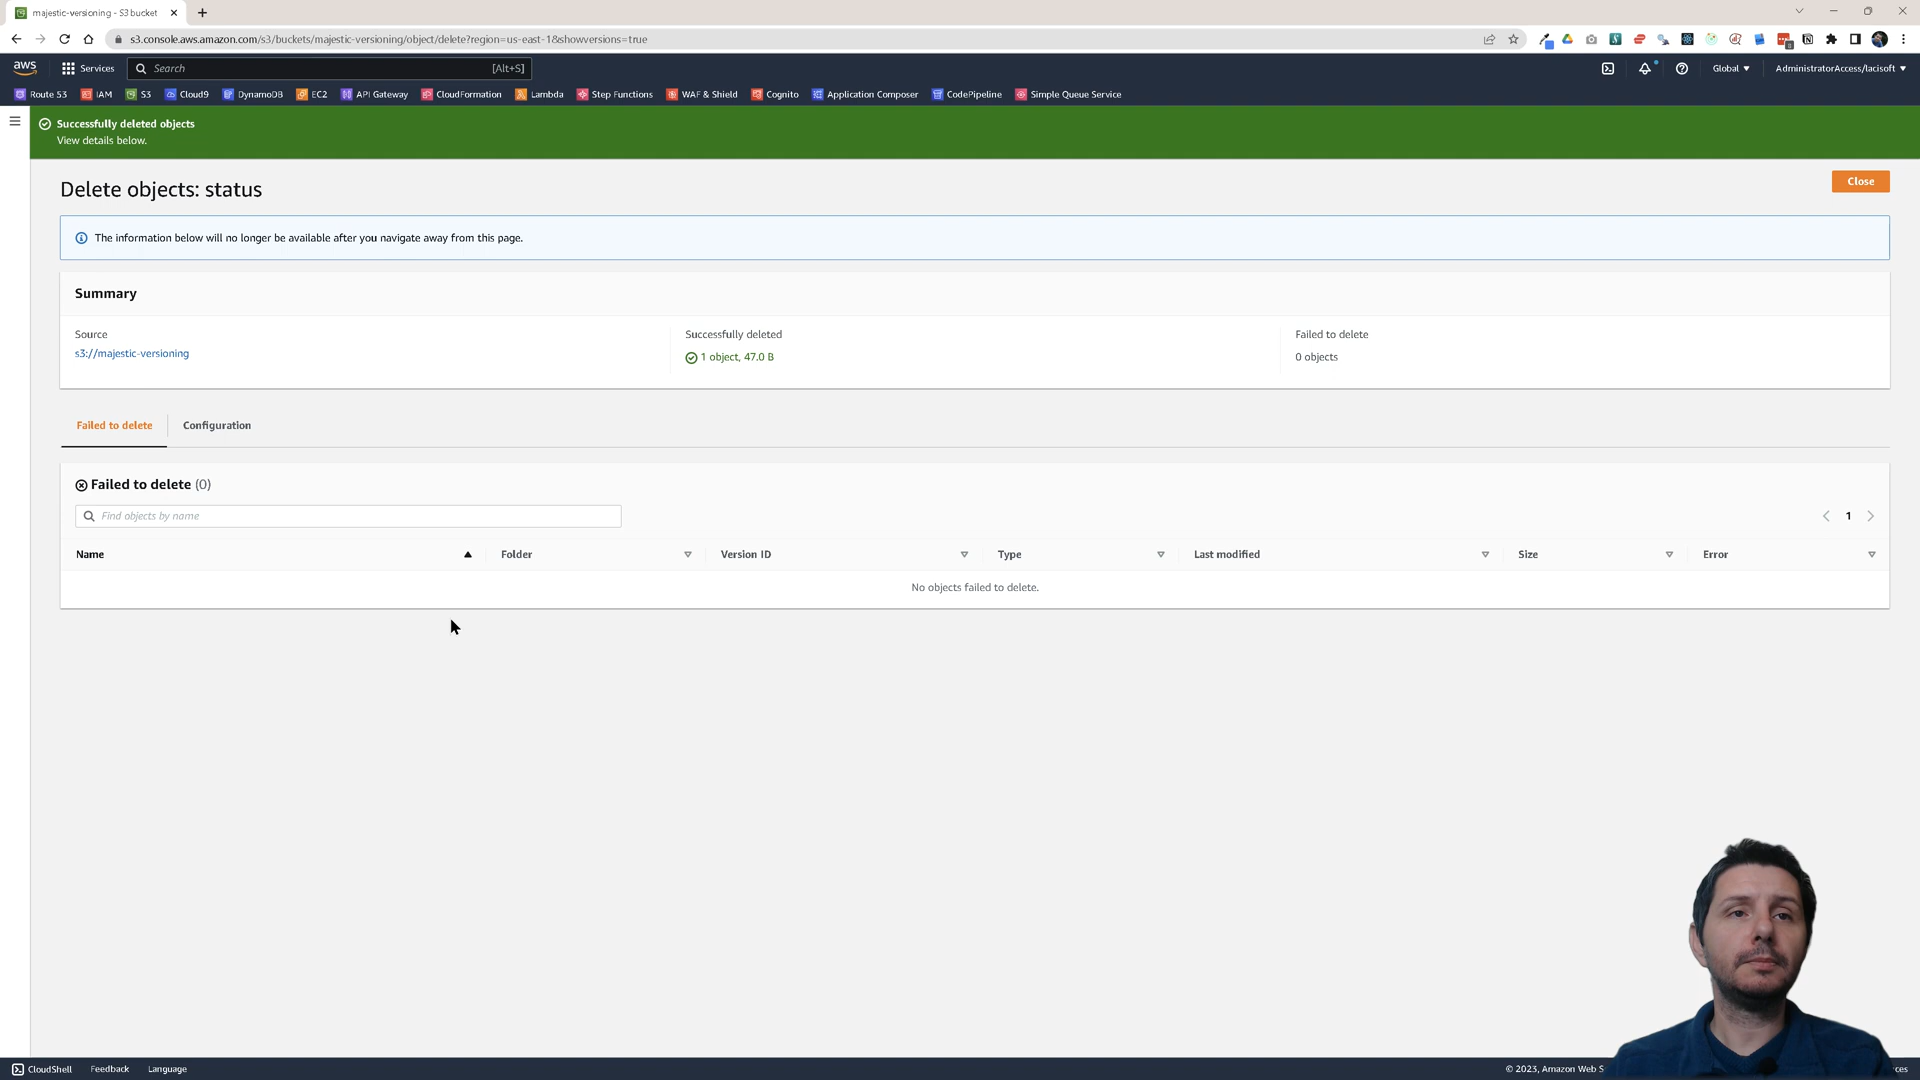 majestic-versioning - S3 bucket
s3.console.aws.amazon.com/s3/buckets/majestic-versioning/object/delete?region=us-east-1&showversions=true
aws Services Search [Alt+S] Global AdministratorAccess/lacisoft
Route 53 IAM S3 Cloud9 DynamoDB EC2 API Gateway CloudFormation Lambda Step Functions WAF & Shield Cognito Application Composer CodePipeline Simple Queue Service
Successfully deleted objects
View details below.
Delete objects: status
Close
The information below will no longer be available after you navigate away from this page.
Summary
Source Successfully deleted Failed to delete
s3://majestic-versioning 1 object, 47.0 B 0 objects
Failed to delete Configuration
Failed to delete (0)
Find objects by name 1
Name Folder Version ID Type Last modified Size Error
No objects failed to delete.
CloudShell Feedback Language © 2023, Amazon Web